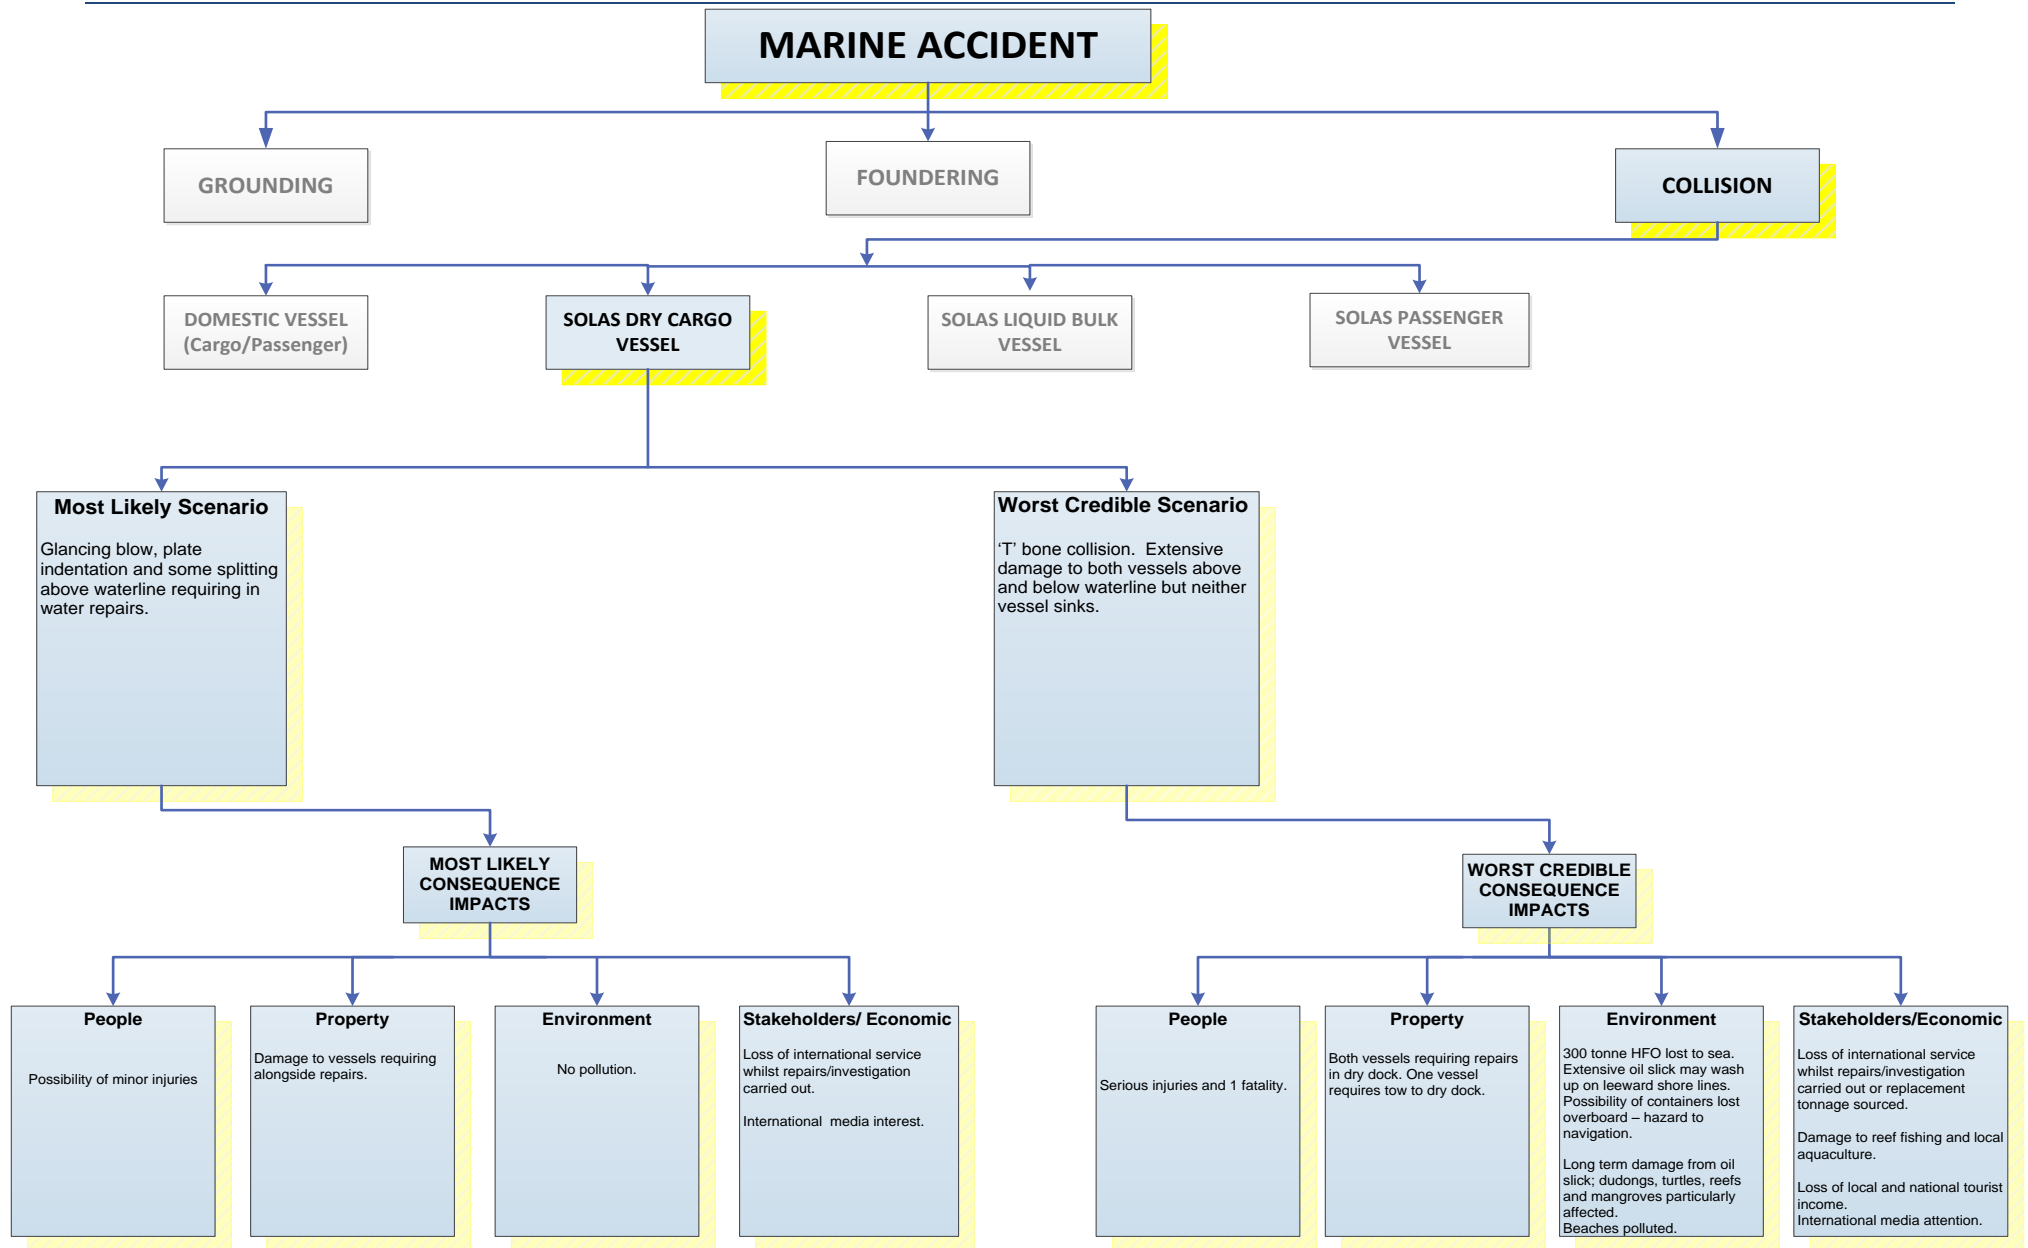 MARINE ACCIDENT
GROUNDING
FOUNDERING
COLLISION
DOMESTIC VESSEL
(Cargo/Passenger)
SOLAS DRY CARGO
VESSEL
SOLAS LIQUID BULK
VESSEL
SOLAS PASSENGER
VESSEL
Most Likely Scenario
Glancing blow, plate
indentation and some splitting
above waterline requiring in
water repairs.
Worst Credible Scenario
‘T’ bone collision.  Extensive
damage to both vessels above
and below waterline but neither
vessel sinks.
MOST LIKELY
CONSEQUENCE
IMPACTS
WORST CREDIBLE
CONSEQUENCE
IMPACTS
People
Possibility of minor injuries
Property
Damage to vessels requiring
alongside repairs.
Environment
No pollution.
Stakeholders/ Economic
Loss of international service
whilst repairs/investigation
carried out.
International  media interest.
People
Serious injuries and 1 fatality.
Property
Both vessels requiring repairs
in dry dock. One vessel
requires tow to dry dock.
Environment
300 tonne HFO lost to sea.
Extensive oil slick may wash
up on leeward shore lines.
Possibility of containers lost
overboard – hazard to
navigation.
Long term damage from oil
slick; dudongs, turtles, reefs
and mangroves particularly
affected.
Beaches polluted.
Stakeholders/Economic
Loss of international service
whilst repairs/investigation
carried out or replacement
tonnage sourced.
Damage to reef fishing and local
aquaculture.
Loss of local and national tourist
income.
International media attention.